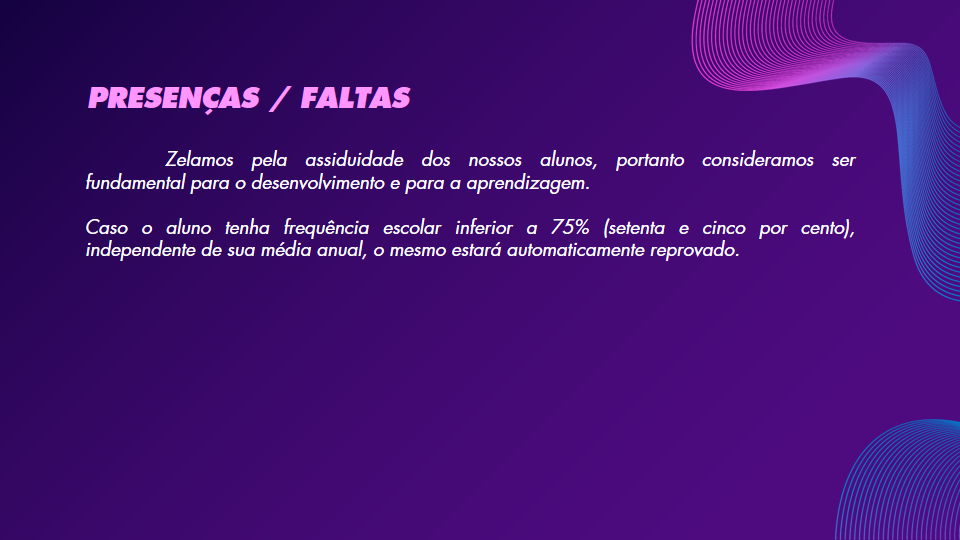 PRESENÇAS / FALTAS
Zelamos pela assiduidade dos nossos alunos, portanto consideramos ser
fundamental para o desenvolvimento e para a aprendizagem.
Caso o aluno tenha frequência escolar inferior a 75% (setenta e cinco por cento),
independente de sua média anual, o mesmo estará automaticamente reprovado.